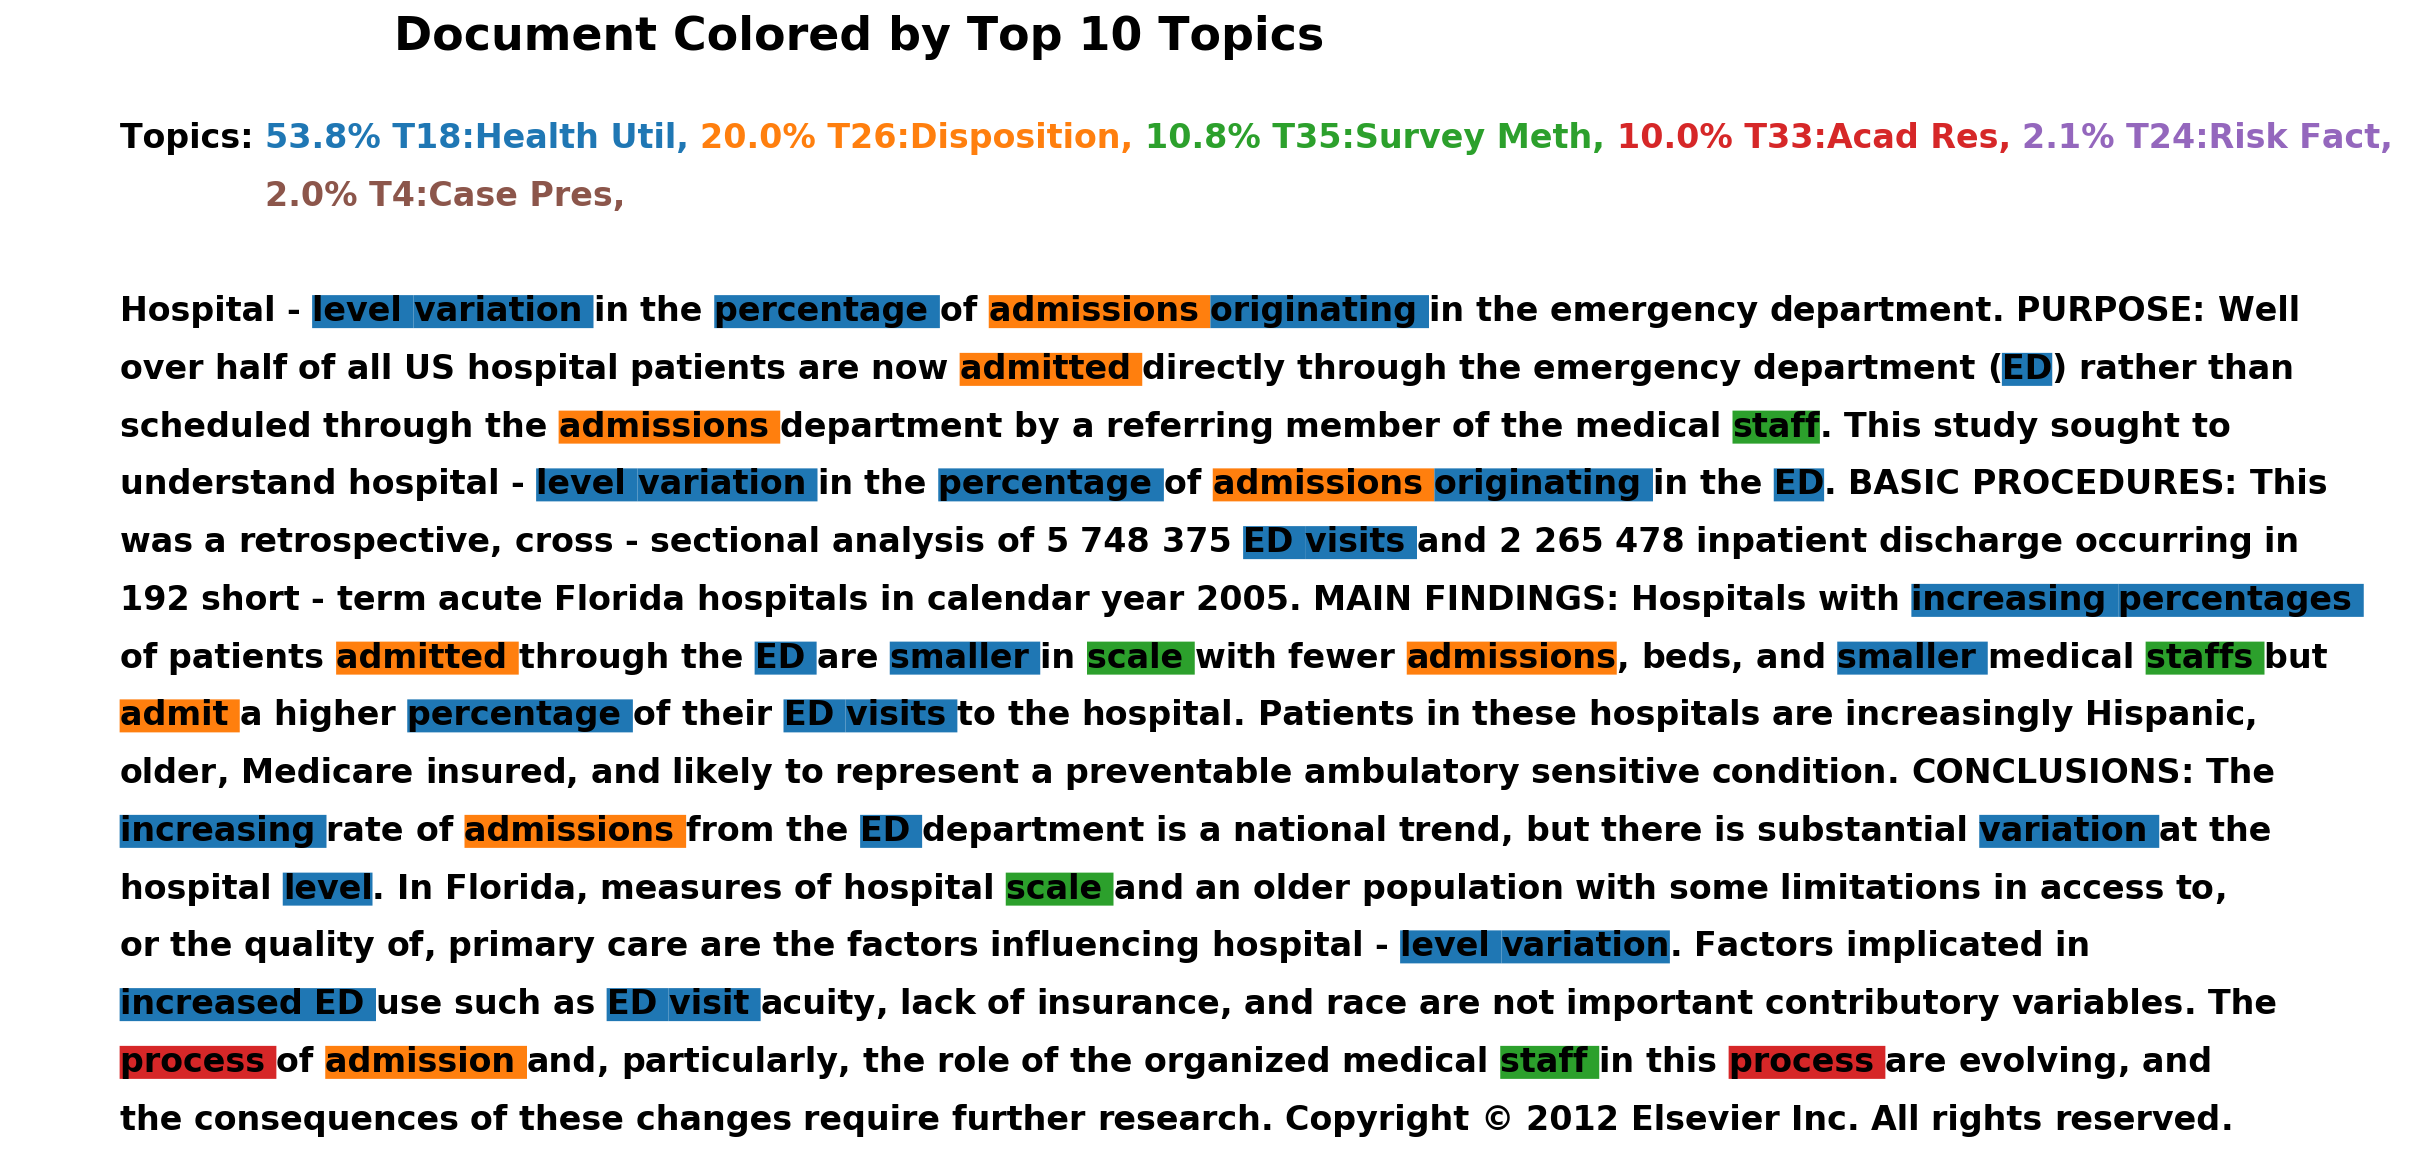 Document Colored by Top 10 Topics
Topics: 53.8% T18:Health Util, 20.0% T26:Disposition, 10.8% T35:Survey Meth, 10.0% T33:Acad Res, 2.1% T24:Risk Fact,
2.0% T4:Case Pres,
Hospital - level variation in the percentage of admissions originating in the emergency department. PURPOSE: Well
over half of all US hospital patients are now admitted directly through the emergency department (ED) rather than
scheduled through the admissions department by a referring member of the medical staff. This study sought to
understand hospital - level variation in the percentage of admissions originating in the ED. BASIC PROCEDURES: This
was a retrospective, cross - sectional analysis of 5 748 375 ED visits and 2 265 478 inpatient discharge occurring in
192 short - term acute Florida hospitals in calendar year 2005. MAIN FINDINGS: Hospitals with increasing percentages
of patients admitted through the ED are smaller in scale with fewer admissions, beds, and smaller medical staffs but
admit a higher percentage of their ED visits to the hospital. Patients in these hospitals are increasingly Hispanic,
older, Medicare insured, and likely to represent a preventable ambulatory sensitive condition. CONCLUSIONS: The
increasing rate of admissions from the ED department is a national trend, but there is substantial variation at the
hospital level. In Florida, measures of hospital scale and an older population with some limitations in access to,
or the quality of, primary care are the factors influencing hospital - level variation. Factors implicated in
increased ED use such as ED visit acuity, lack of insurance, and race are not important contributory variables. The
process of admission and, particularly, the role of the organized medical staff in this process are evolving, and
the consequences of these changes require further research. Copyright © 2012 Elsevier Inc. All rights reserved.